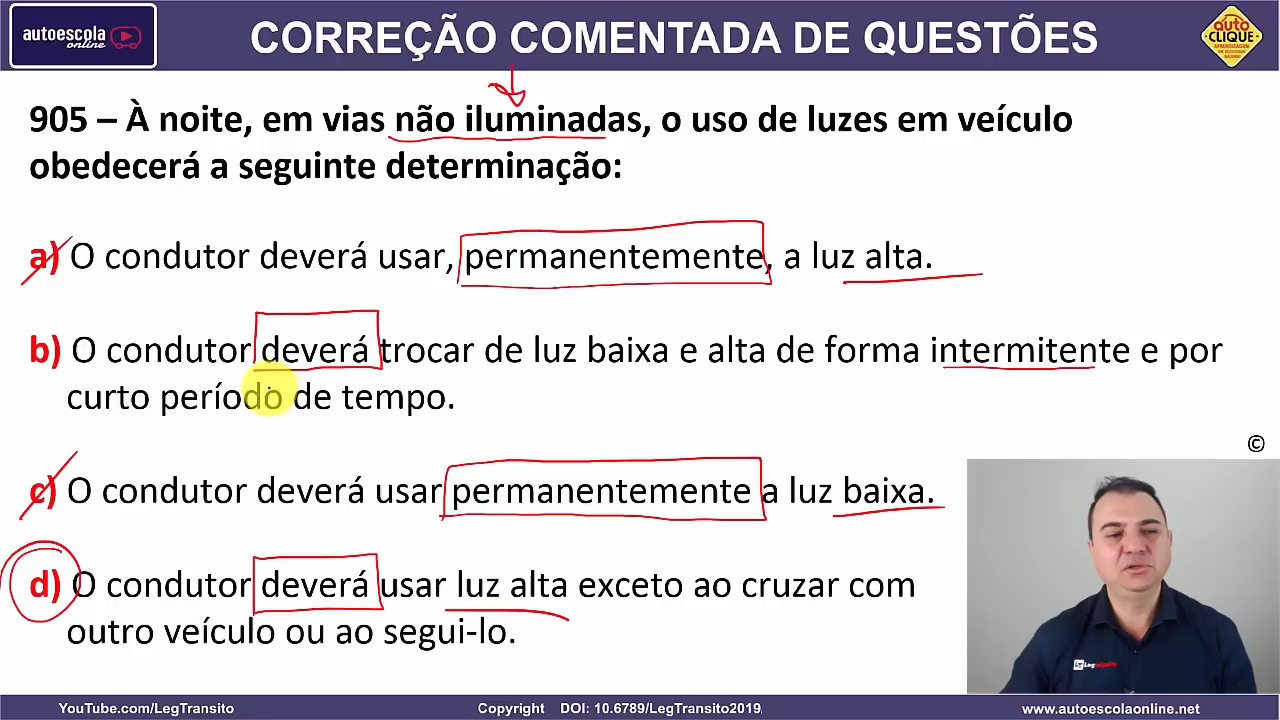 autoescola
online
CORREÇÃO COMENTADA DE QUESTÕES
auto
CLIQUE
905 – À noite, em vias não iluminadas, o uso de luzes em veículo
obedecerá a seguinte determinação:
a) O condutor deverá usar, permanentemente, a luz alta.
b) O condutor deverá trocar de luz baixa e alta de forma intermitente e por
curto período de tempo.
c) O condutor deverá usar permanentemente a luz baixa.
d) O condutor deverá usar luz alta exceto ao cruzar com
outro veículo ou ao segui-lo.
©
YouTube.com/LegTransito
Copyright DOI: 10.6789/LegTransito2019
www.autoescolaonline.net